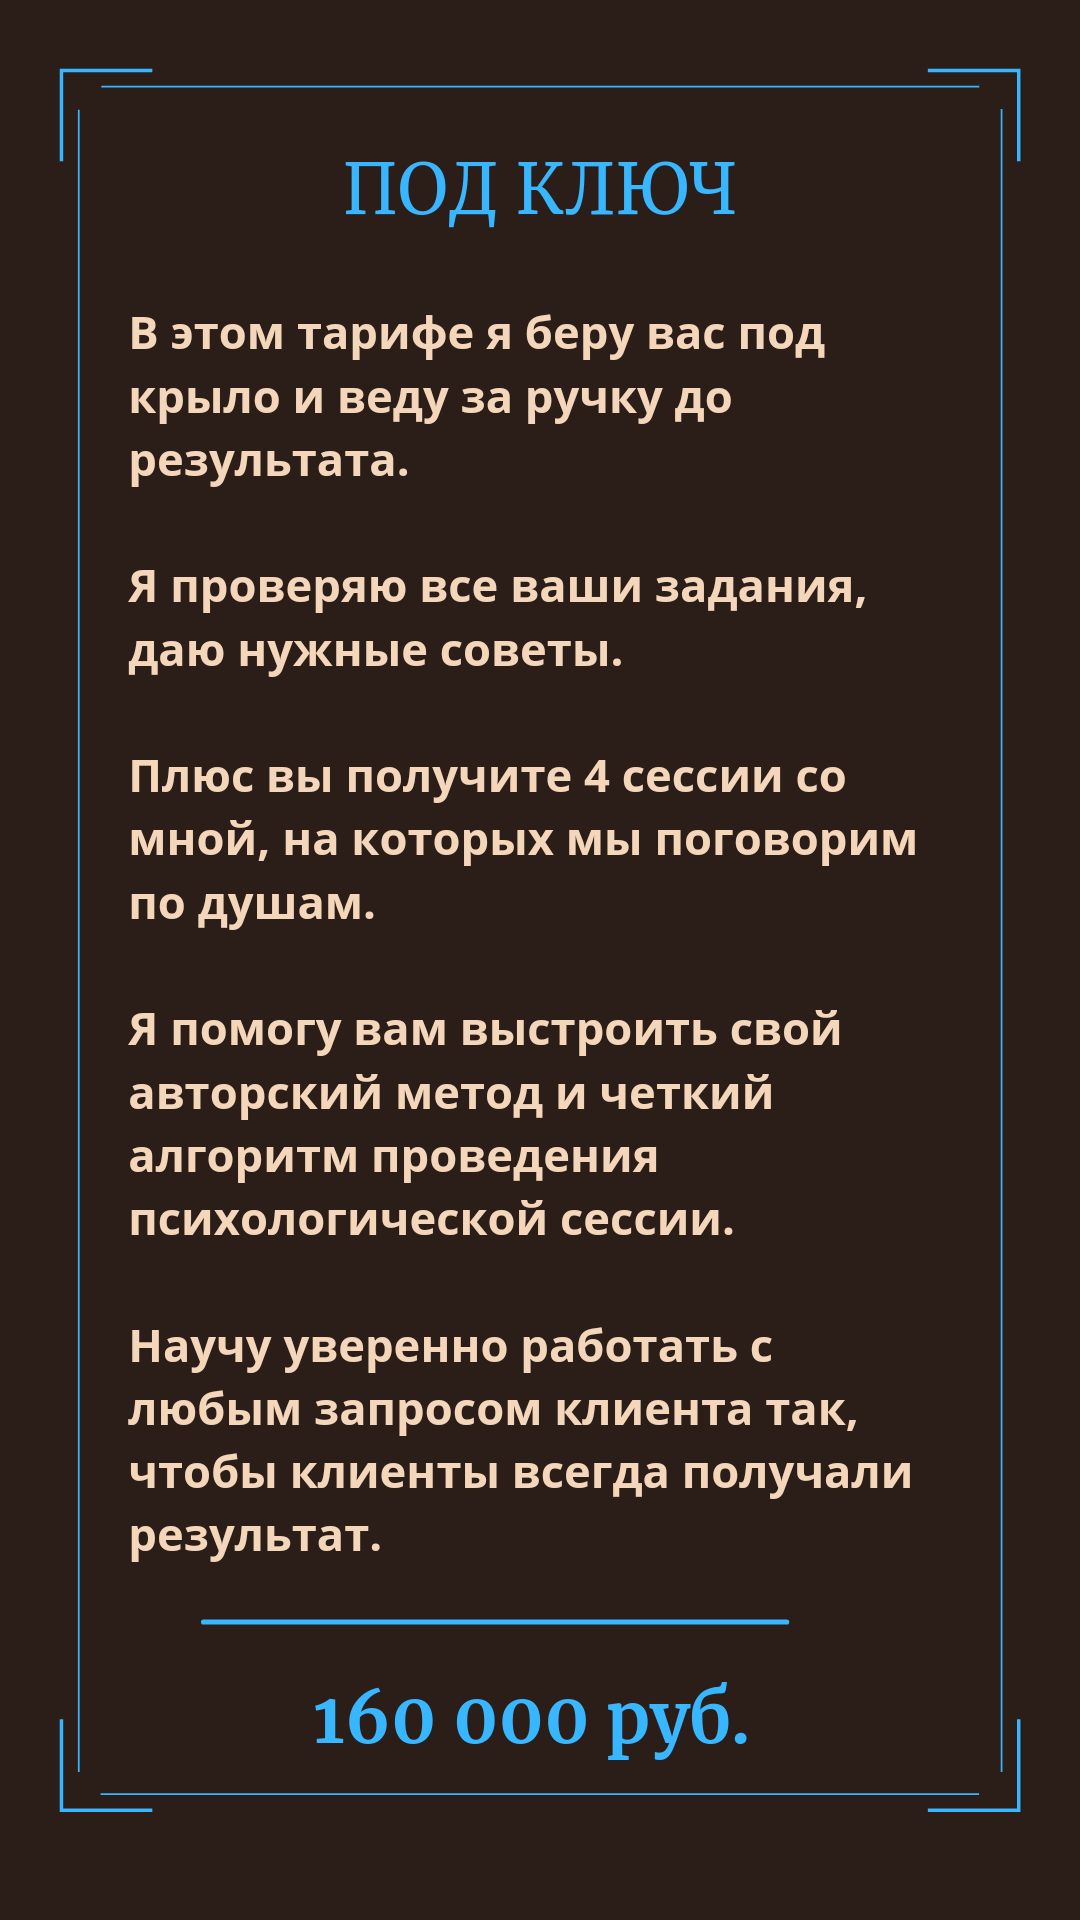 ПОД КЛЮЧ
В этом тарифе я беру вас под
крыло и веду за ручку до
результата.
Я проверяю все ваши задания,
даю нужные советы.
Плюс вы получите 4 сессии со
мной, на которых мы поговорим
по душам.
Я помогу вам выстроить свой
авторский метод и четкий
алгоритм проведения
психологической сессии.
Научу уверенно работать с
любым запросом клиента так,
чтобы клиенты всегда получали
результат.
160 000 руб.